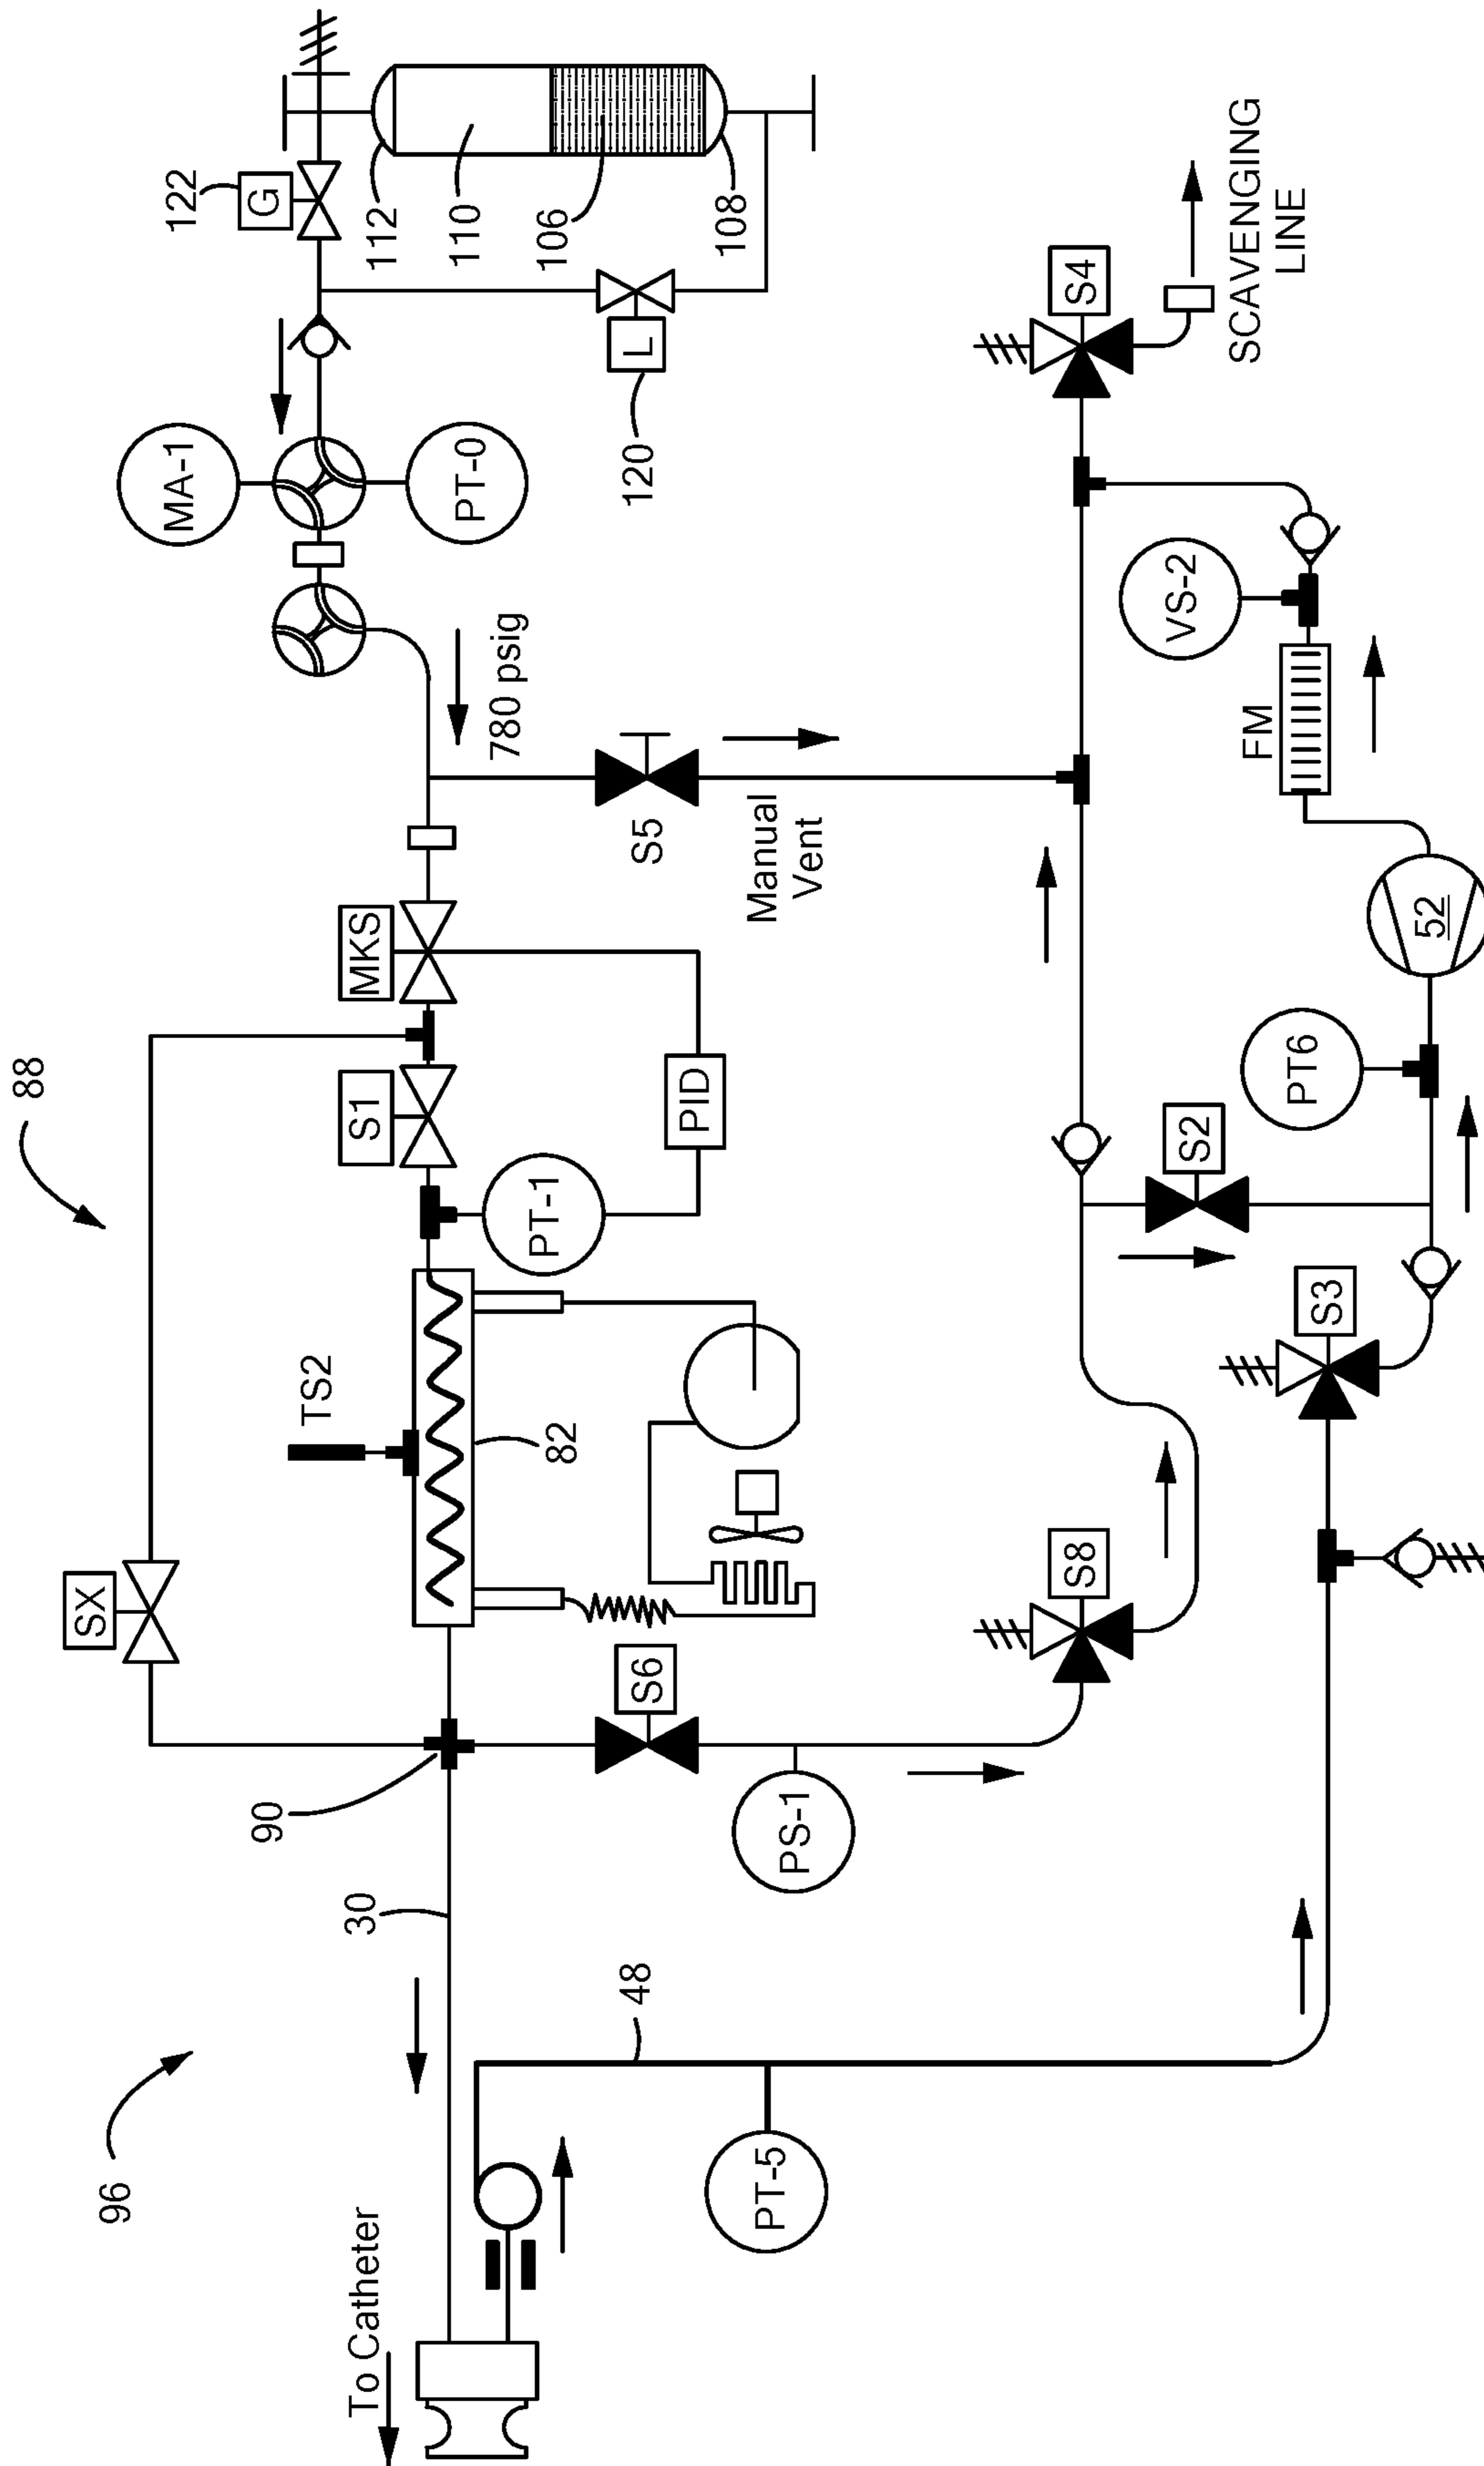 88
96
To Catheter
30
90
SX
TS2
82
S1
MKS
PT-1
PID
780 psig
MA-1
PT-0
122
G
112
110
106
108
L
120
S5
Manual
Vent
S6
PS-1
48
PT-5
S8
S2
S3
PT6
52
FM
VS-2
S4
SCAVENGING
LINE